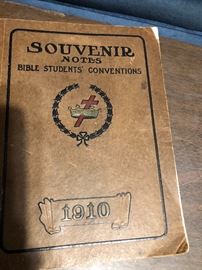 SOUVENIR
NOTES
BIBLE STUDENTS' CONVENTIONS
1910